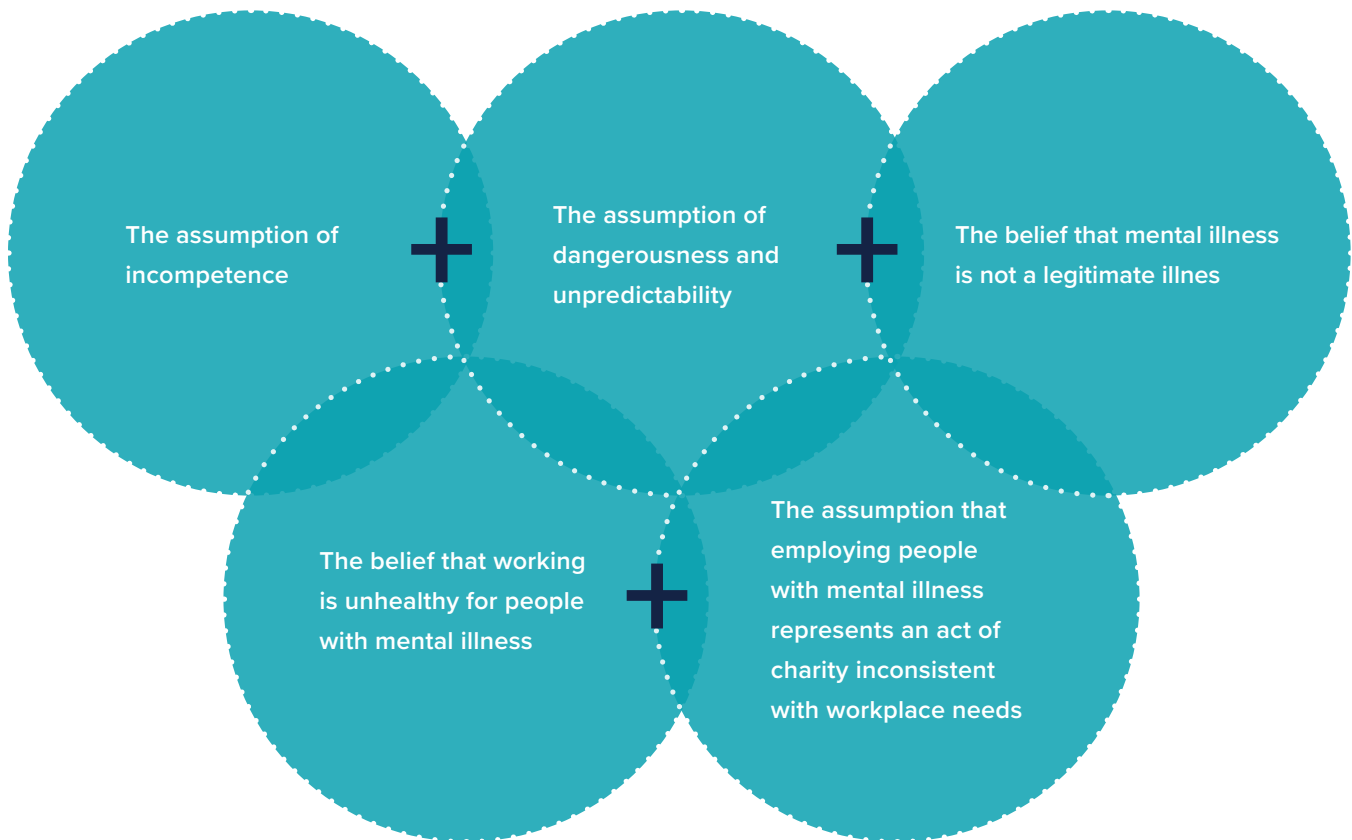 The assumption of
incompetence
The assumption of
dangerousness and
unpredictability
The belief that mental illness
is not a legitimate illnes
The belief that working
is unhealthy for people
with mental illness
The assumption that
employing people
with mental illness
represents an act of
charity inconsistent
with workplace needs